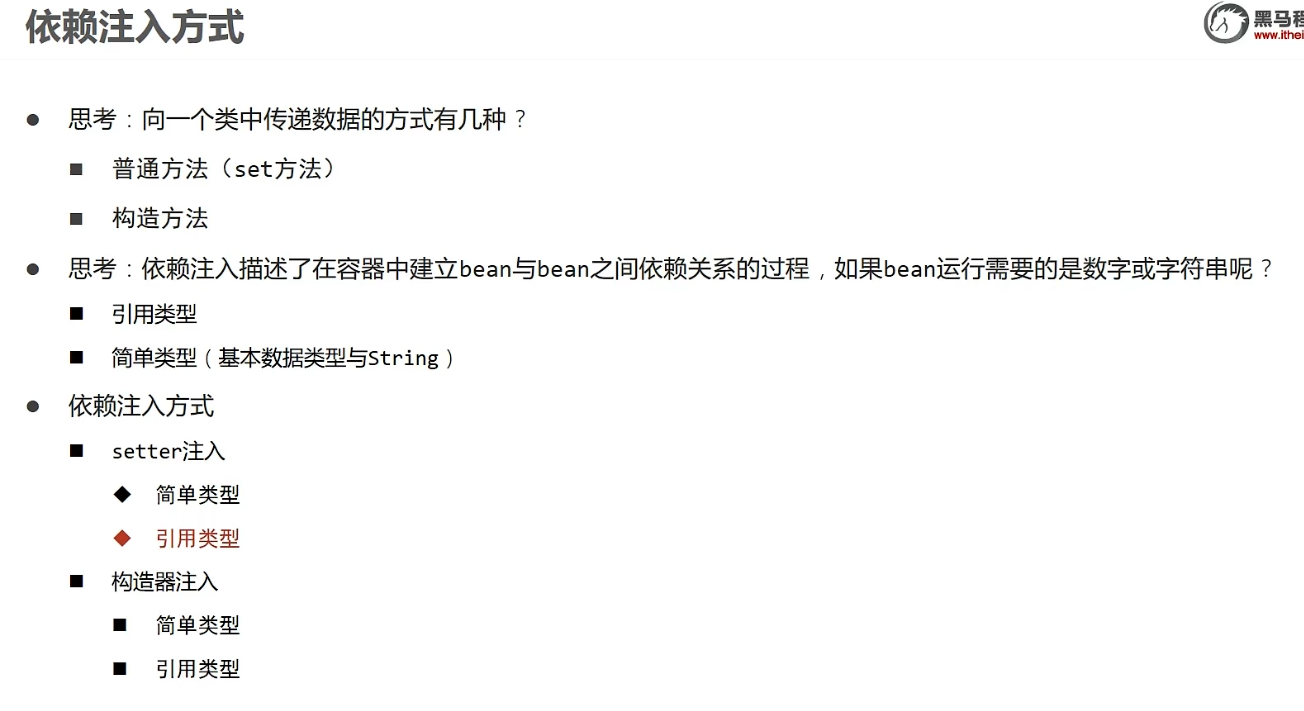 依赖注入方式
黑马程
www.ithei
思考：向一个类中传递数据的方式有几种？
普通方法（set方法）
构造方法
思考：依赖注入描述了在容器中建立bean与bean之间依赖关系的过程，如果bean运行需要的是数字或字符串呢？
引用类型
简单类型（基本数据类型与String）
依赖注入方式
setter注入
简单类型
引用类型
构造器注入
简单类型
引用类型